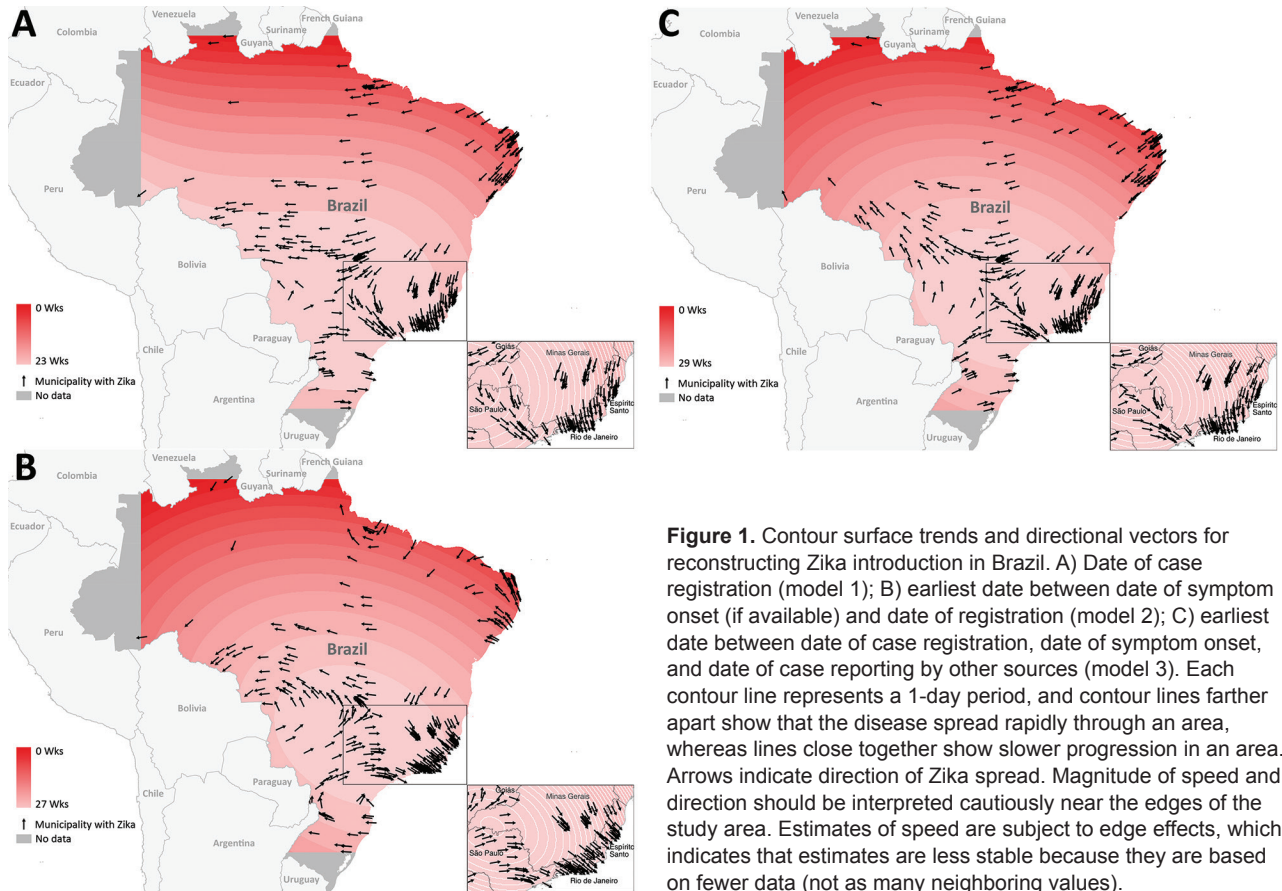 A
Venezuela
French Guiana
Suriname
Guyana
Colombia
Ecuador
Peru
Brazil
Bolivia
0 Wks
23 Wks
Paraguay
Chile
Municipality with Zika
No data
Argentina
Uruguay
Goiás
Minas Gerais
Espírito
Santo
São Paulo
Rio de Janeiro
C
Venezuela
French Guiana
Suriname
Guyana
Colombia
Ecuador
Peru
Brazil
Bolivia
0 Wks
29 Wks
Paraguay
Chile
Municipality with Zika
No data
Argentina
Uruguay
Goiás
Minas Gerais
Espírito
Santo
São Paulo
Rio de Janeiro
B
Venezuela
French Guiana
Suriname
Guyana
Colombia
Ecuador
Peru
Brazil
Bolivia
0 Wks
27 Wks
Paraguay
Chile
Municipality with Zika
No data
Argentina
Uruguay
Goiás
Minas Gerais
Espírito
Santo
São Paulo
Rio de Janeiro
Figure 1. Contour surface trends and directional vectors for
reconstructing Zika introduction in Brazil. A) Date of case
registration (model 1); B) earliest date between date of symptom
onset (if available) and date of registration (model 2); C) earliest
date between date of case registration, date of symptom onset,
and date of case reporting by other sources (model 3). Each
contour line represents a 1-day period, and contour lines farther
apart show that the disease spread rapidly through an area,
whereas lines close together show slower progression in an area.
Arrows indicate direction of Zika spread. Magnitude of speed and
direction should be interpreted cautiously near the edges of the
study area. Estimates of speed are subject to edge effects, which
indicates that estimates are less stable because they are based
on fewer data (not as many neighboring values).